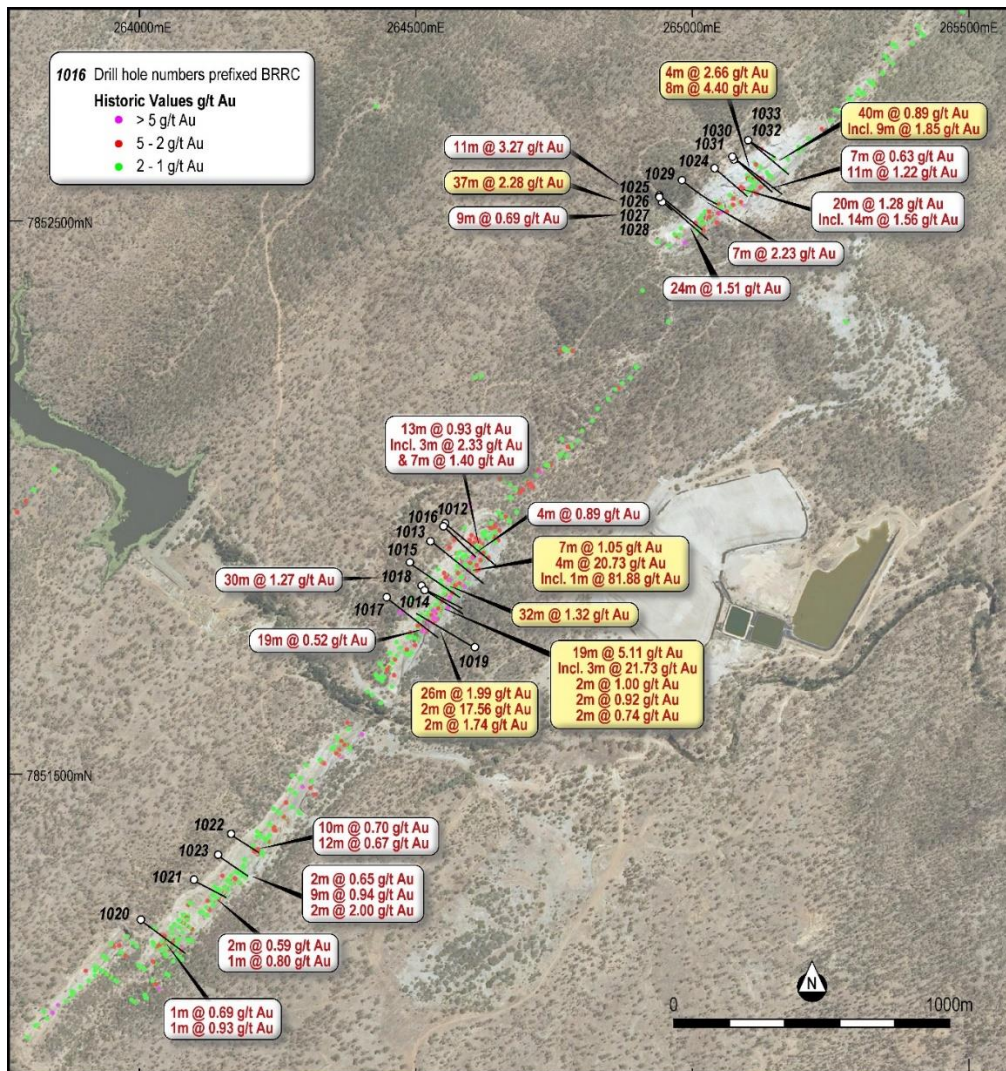 264000mE
264500mE
265000mE
265500mE
1016 Drill hole numbers prefixed BRRC
Historic Values g/t Au
> 5 g/t Au
5 - 2 g/t Au
2 - 1 g/t Au
4m @ 2.66 g/t Au
8m @ 4.40 g/t Au
1033
1032
1030
1031
1024
1029
40m @ 0.89 g/t Au
Incl. 9m @ 1.85 g/t Au
7m @ 0.63 g/t Au
11m @ 1.22 g/t Au
20m @ 1.28 g/t Au
Incl. 14m @ 1.56 g/t Au
7m @ 2.23 g/t Au
24m @ 1.51 g/t Au
11m @ 3.27 g/t Au
37m @ 2.28 g/t Au
9m @ 0.69 g/t Au
1025
1026
1027
1028
7852500mN
13m @ 0.93 g/t Au
Incl. 3m @ 2.33 g/t Au
& 7m @ 1.40 g/t Au
1012
1016
1013
1015
1018
1014
1017
1019
4m @ 0.89 g/t Au
7m @ 1.05 g/t Au
4m @ 20.73 g/t Au
Incl. 1m @ 81.88 g/t Au
30m @ 1.27 g/t Au
32m @ 1.32 g/t Au
19m @ 0.52 g/t Au
19m @ 5.11 g/t Au
Incl. 3m @ 21.73 g/t Au
2m @ 1.00 g/t Au
2m @ 0.92 g/t Au
2m @ 0.74 g/t Au
26m @ 1.99 g/t Au
2m @ 17.56 g/t Au
2m @ 1.74 g/t Au
7851500mN
1022
1023
1021
1020
10m @ 0.70 g/t Au
12m @ 0.67 g/t Au
2m @ 0.65 g/t Au
9m @ 0.94 g/t Au
2m @ 2.00 g/t Au
2m @ 0.59 g/t Au
1m @ 0.80 g/t Au
1m @ 0.69 g/t Au
1m @ 0.93 g/t Au
N
0
1000m